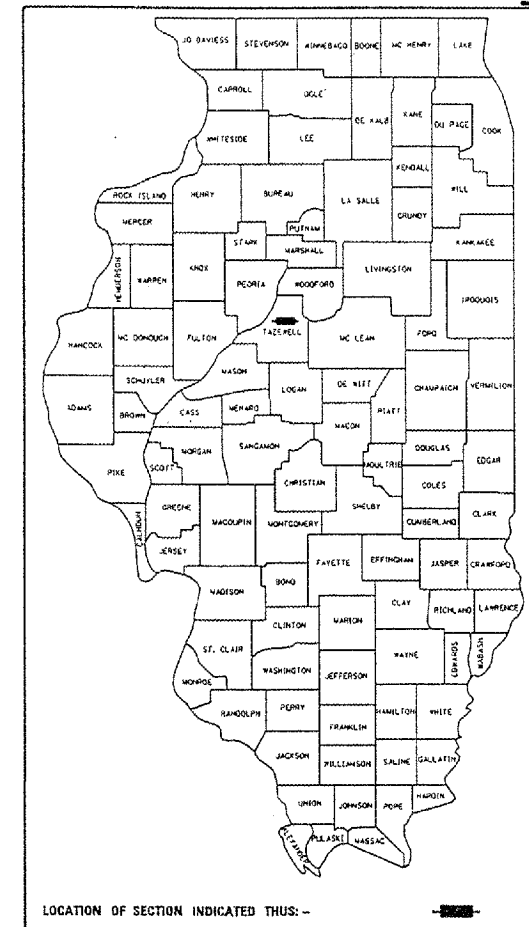 JO DAVIESS STEVENSON WINNEBAGO BOONE MC HENRY LAKE
CARROLL OGLE DE KALB KANE DU PAGE COOK
WHITESIDE LEE KENDALL WILL
ROCK ISLAND HENRY BUREAU LA SALLE GRUNDY
MERCER PUTNAM KANKAKEE
STARK MARSHALL
HENDERSON WARREN KNOX PEORIA WOODFORD LIVINGSTON IROQUOIS
TAZEWELL FORD
HANCOCK MC DONOUGH FULTON MC LEAN
MASON
SCHUYLER LOGAN DE WITT CHAMPAIGN VERMILION
ADAMS BROWN CASS MENARD MACON PIATT
MORGAN SANGAMON DOUGLAS EDGAR
PIKE SCOTT CHRISTIAN MOULTRIE COLES
GREENE SHELBY CLARK
CALHOUN MACOUPIN MONTGOMERY CUMBERLAND
JERSEY FAYETTE EFFINGHAM JASPER CRAWFORD
MADISON BOND CLAY RICHLAND LAWRENCE
CLINTON MARION
ST. CLAIR WAYNE EDWARDS WABASH
WASHINGTON JEFFERSON
MONROE
RANDOLPH PERRY HAMILTON WHITE
FRANKLIN
JACKSON WILLIAMSON SALINE GALLATIN
UNION JOHNSON POPE HARDIN
ALEXANDER PULASKI MASSAC
LOCATION OF SECTION INDICATED THUS: -